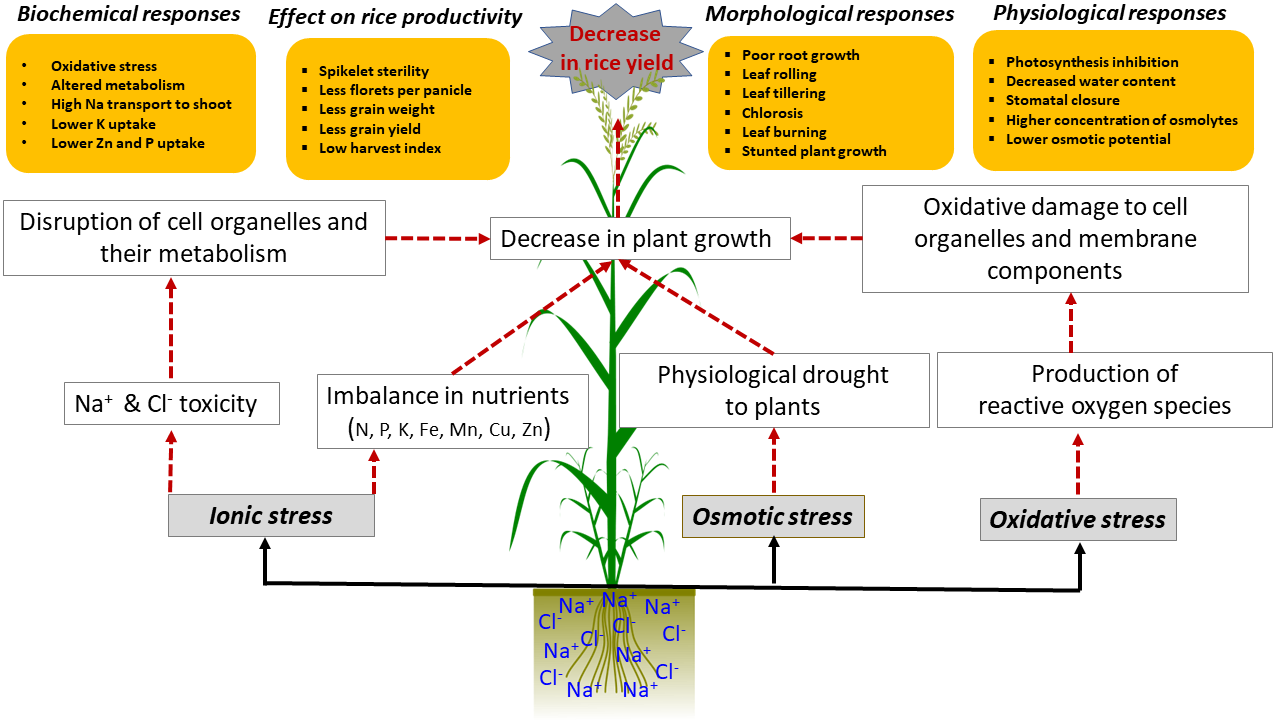 Biochemical responses
Oxidative stress
Altered metabolism
High Na transport to shoot
Lower K uptake
Lower Zn and P uptake
Effect on rice productivity
Spikelet sterility
Less florets per panicle
Less grain weight
Less grain yield
Low harvest index
Decrease
in rice yield
Morphological responses
Poor root growth
Leaf rolling
Leaf tillering
Chlorosis
Leaf burning
Stunted plant growth
Physiological responses
Photosynthesis inhibition
Decreased water content
Stomatal closure
Higher concentration of osmolytes
Lower osmotic potential
Disruption of cell organelles and
their metabolism
Decrease in plant growth
Oxidative damage to cell
organelles and membrane
components
Na⁺ & Cl⁻ toxicity
Imbalance in nutrients
(N, P, K, Fe, Mn, Cu, Zn)
Physiological drought
to plants
Production of
reactive oxygen species
Ionic stress
Osmotic stress
Oxidative stress
Na⁺ Na⁺ Na⁺
Cl⁻ Cl⁻ Cl⁻
Na⁺ Cl⁻ Na⁺
Cl⁻ Cl⁻
Na⁺ Na⁺